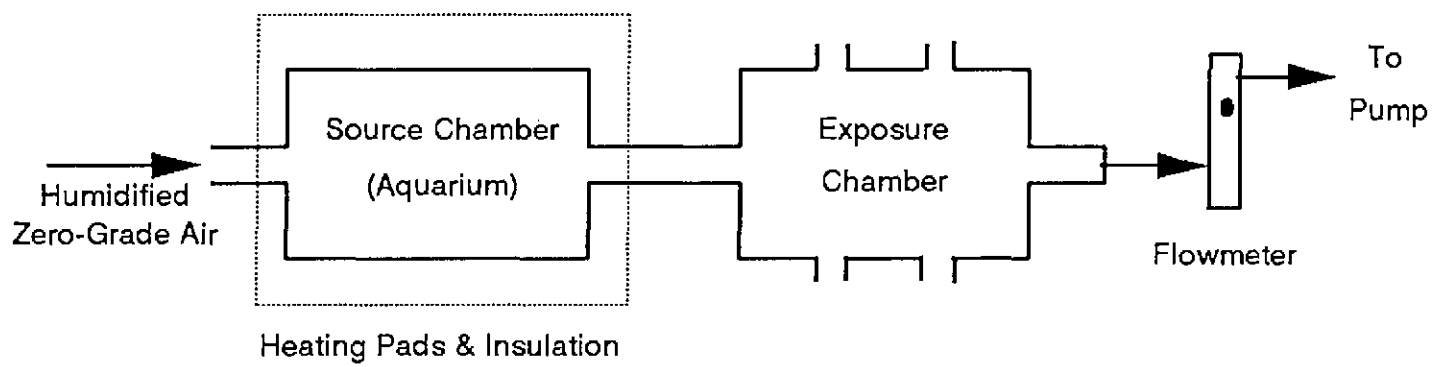 Humidified
Zero-Grade Air
Source Chamber
(Aquarium)
Heating Pads & Insulation
Exposure
Chamber
Flowmeter
To
Pump